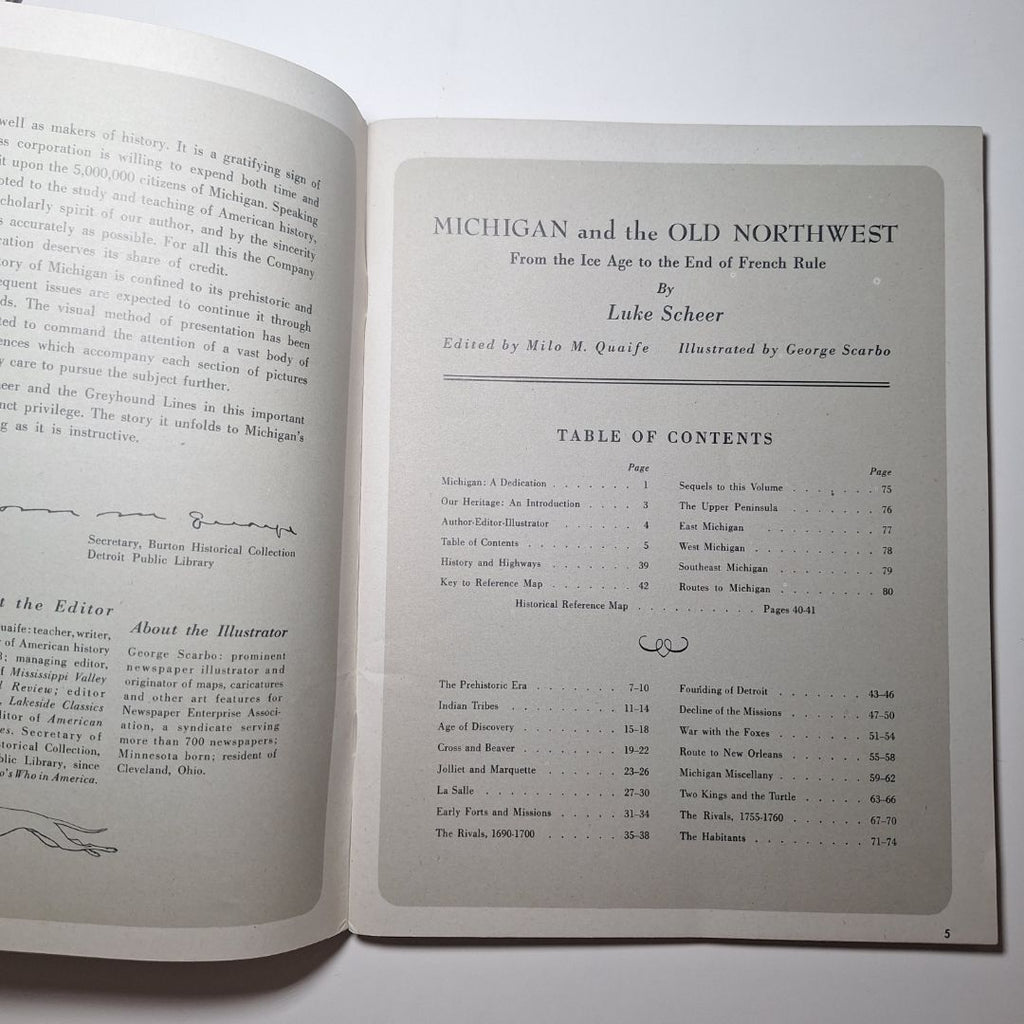 well as makers of history. It is a gratifying sign of
corporation is willing to expend both time and
it upon the 5,000,000 citizens of Michigan. Speaking
to the study and teaching of American history,
scholarly spirit of our author, and by the sincerity
accurately as possible. For all this the Company
deserves its share of credit.
of Michigan is confined to its prehistoric and
issues are expected to continue it through
The visual method of presentation has been
to command the attention of a vast body of
which accompany each section of pictures
care to pursue the subject further.
and the Greyhound Lines in this important
privilege. The story it unfolds to Michigan's
as it is instructive.
Secretary, Burton Historical Collection
Detroit Public Library
the Editor
Quaife: teacher, writer,
of American history
managing editor,
Mississippi Valley
Review; editor
Lakeside Classics
of American
Secretary of
Historical Collection,
Public Library, since
Who's Who in America.
About the Illustrator
George Scarbo: prominent
newspaper illustrator and
originator of maps, caricatures
and other art features for
Newspaper Enterprise Associ-
ation, a syndicate serving
more than 700 newspapers;
Minnesota born; resident of
Cleveland, Ohio.
MICHIGAN and the OLD NORTHWEST
From the Ice Age to the End of French Rule
By
Luke Scheer
Edited by Milo M. Quaife Illustrated by George Scarbo
TABLE OF CONTENTS
Page
Michigan: A Dedication . . . . . . . 1
Our Heritage: An Introduction . . . . 3
Author-Editor-Illustrator . . . . . . 4
Table of Contents . . . . . . . . . 5
History and Highways . . . . . . . 39
Key to Reference Map . . . . . . . 42
Page
Sequels to this Volume . . . . . . . 75
The Upper Peninsula . . . . . . . 76
East Michigan . . . . . . . . . 77
West Michigan . . . . . . . . . . 78
Southeast Michigan . . . . . . . . 79
Routes to Michigan . . . . . . . . 80
Historical Reference Map . . . . . . . . . . Pages 40-41
The Prehistoric Era . . . . . . . 7–10
Indian Tribes . . . . . . . . . 11–14
Age of Discovery . . . . . . . . 15–18
Cross and Beaver . . . . . . . . 19–22
Jolliet and Marquette . . . . . . 23–26
La Salle . . . . . . . . . . . 27–30
Early Forts and Missions . . . . . 31–34
The Rivals, 1690-1700 . . . . . . 35–38
Founding of Detroit . . . . . . . 43–46
Decline of the Missions . . . . . . 47–50
War with the Foxes . . . . . . . 51–54
Route to New Orleans . . . . . . 55–58
Michigan Miscellany . . . . . . . 59–62
Two Kings and the Turtle . . . . . 63–66
The Rivals, 1755-1760 . . . . . . 67–70
The Habitants . . . . . . . . . 71–74
5